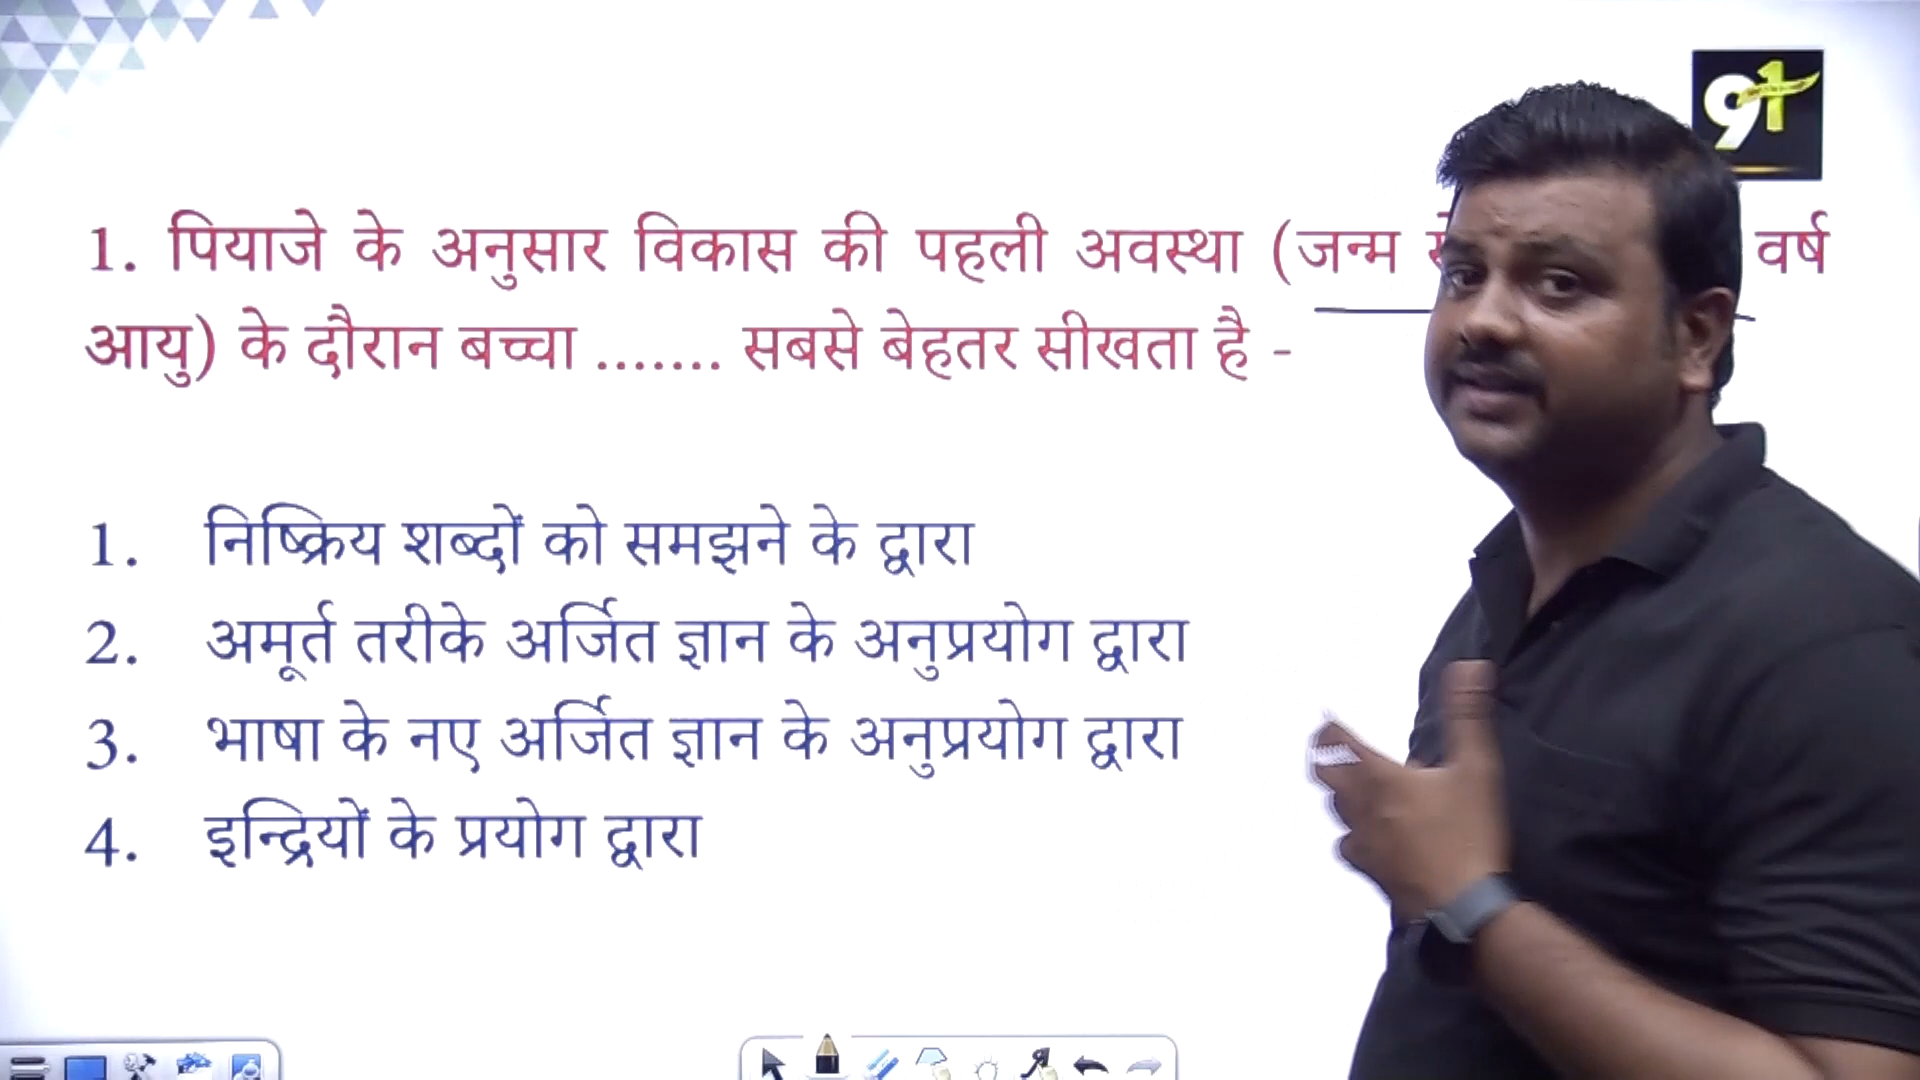 91
1. पियाजे के अनुसार विकास की पहली अवस्था (जन्म वर्ष
आयु) के दौरान बच्चा ....... सबसे बेहतर सीखता है -
1. निष्क्रिय शब्दों को समझने के द्वारा
2. अमूर्त तरीके अर्जित ज्ञान के अनुप्रयोग द्वारा
3. भाषा के नए अर्जित ज्ञान के अनुप्रयोग द्वारा
4. इन्द्रियों के प्रयोग द्वारा